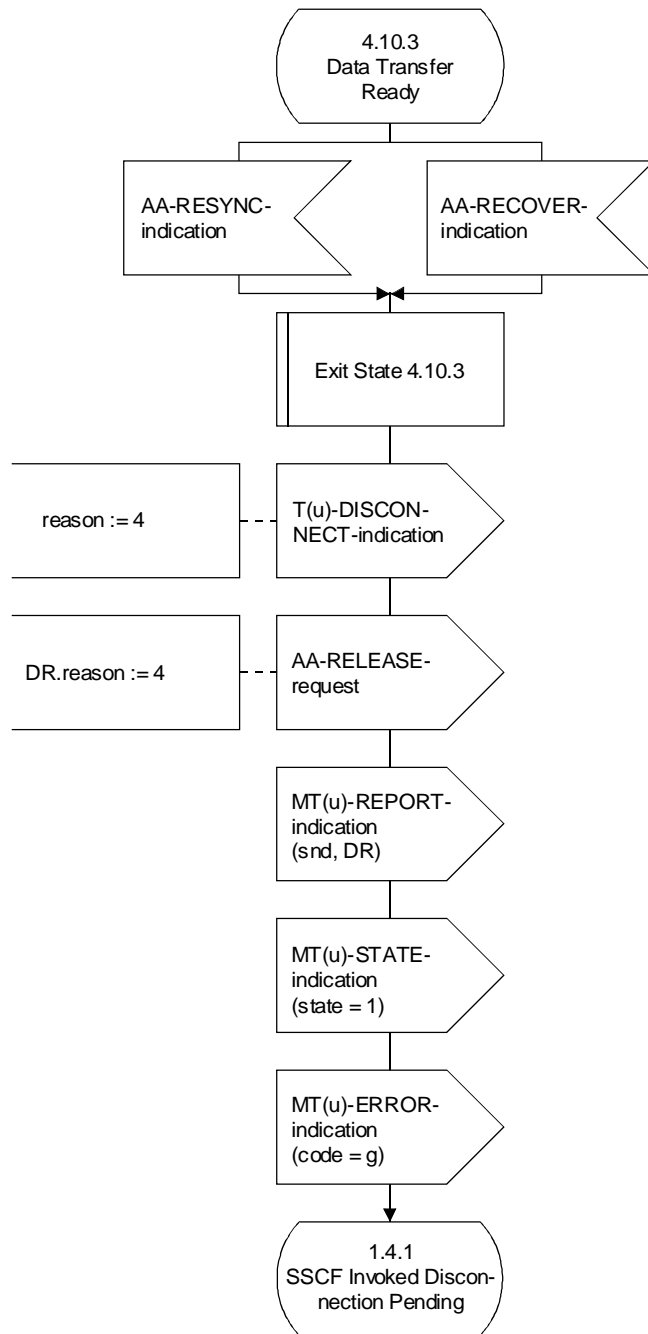 4.10.3
Data Transfer
Ready
AA-RESYNC-
indication
AA-RECOVER-
indication
Exit State 4.10.3
reason := 4
T(u)-DISCON-
NECT-indication
DR.reason := 4
AA-RELEASE-
request
MT(u)-REPORT-
indication
(snd, DR)
MT(u)-STATE-
indication
(state = 1)
MT(u)-ERROR-
indication
(code = g)
1.4.1
SSCF Invoked Discon-
nection Pending